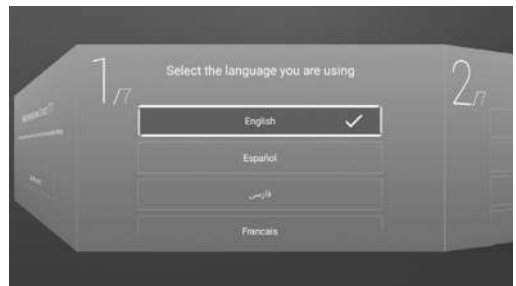 1/7
Select the language you are using
English
Español
فارسی
Francais
2/7